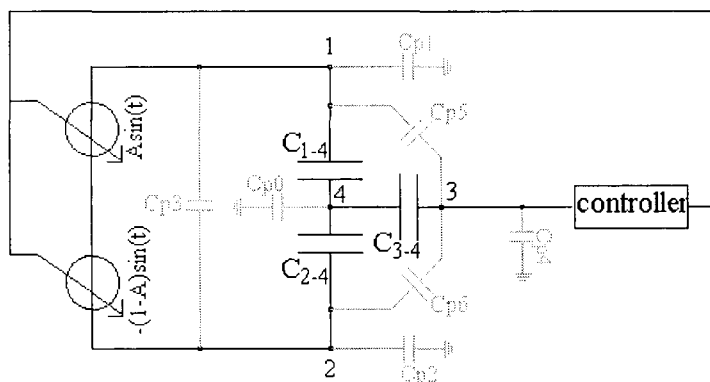 1
Cp1
Asin(t)
Cp5
C1-4
Cp0
4
3
controller
Cp3
C3-4
C2-4
-(1-A)sin(t)
Cp6
2
Cp2